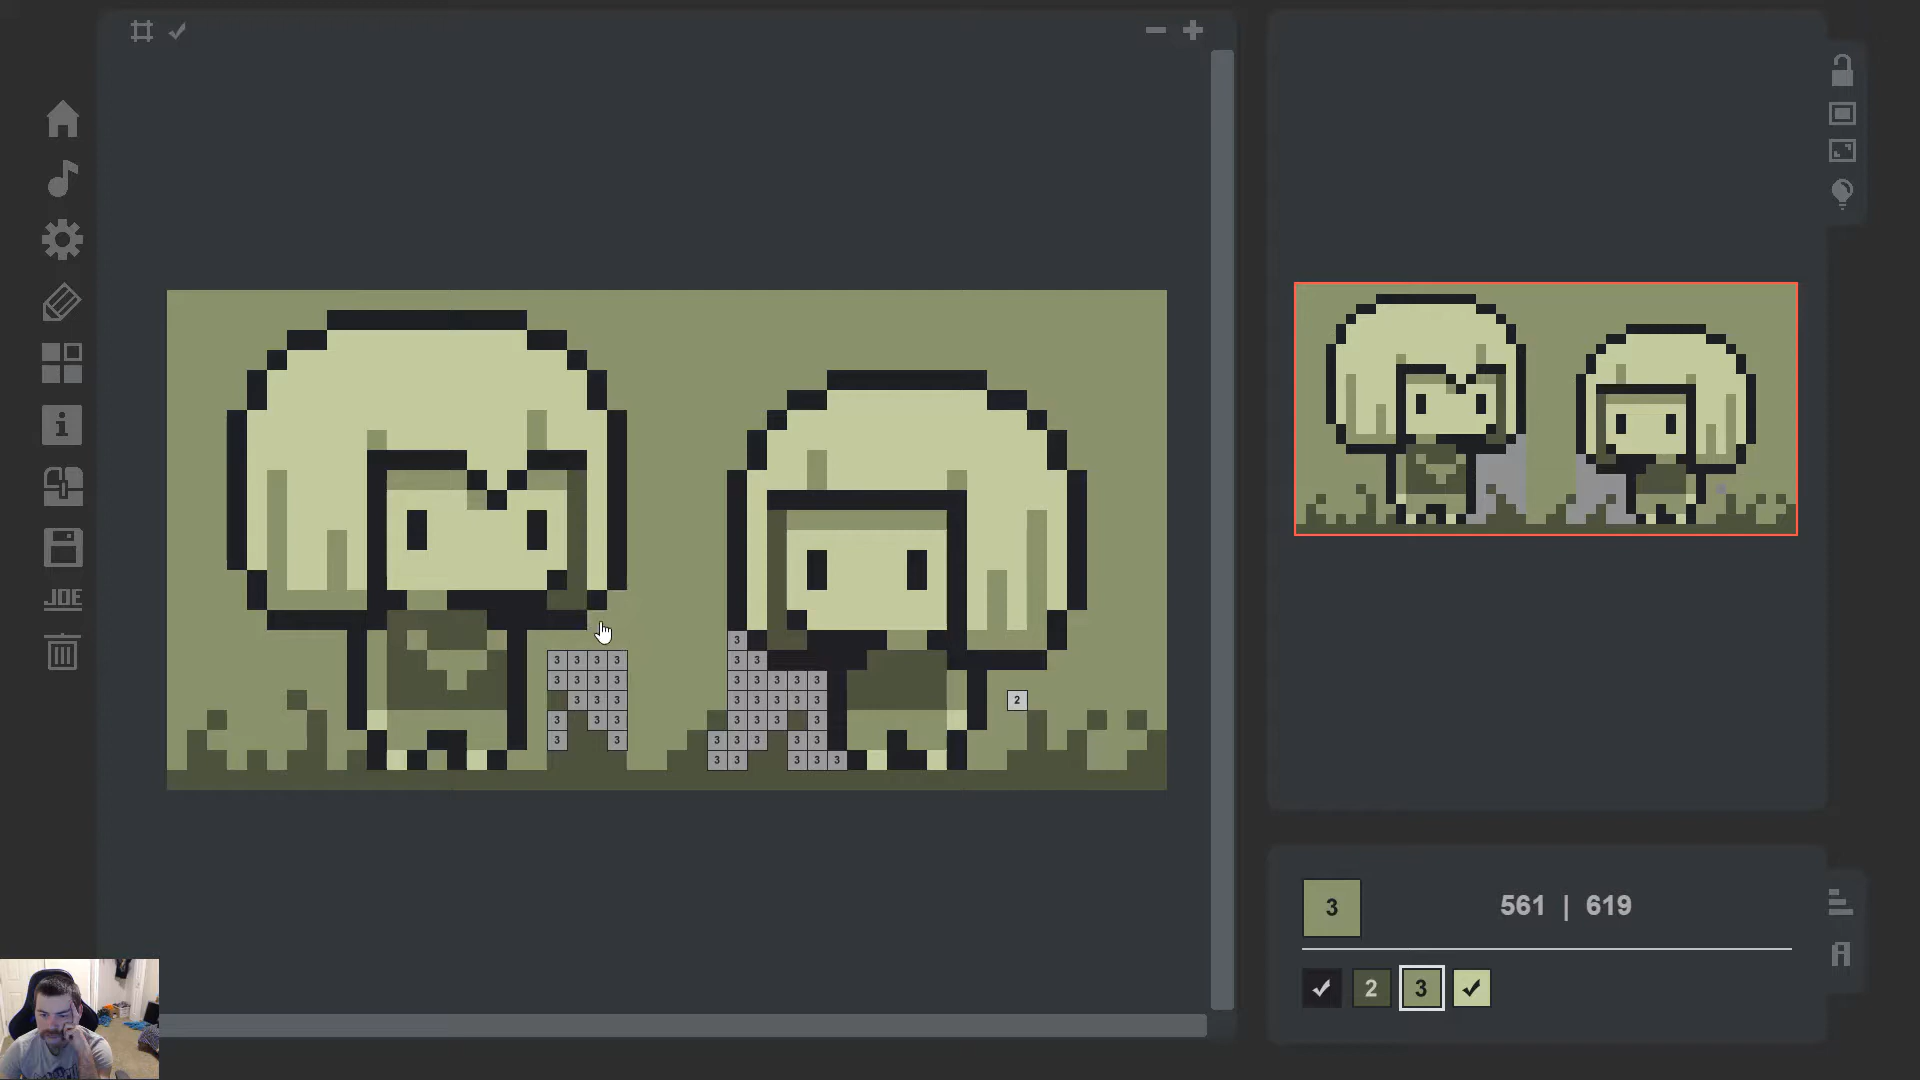 3
3 3 3 3 3 3
3 3 3 3 3 3 3 3 3
3 3 3 3 3 3 3 3 2
3 3 3 3 3 3 3
3 3 3 3 3 3 3
3 3 3 3 3
JOE
3 561 | 619
2 3